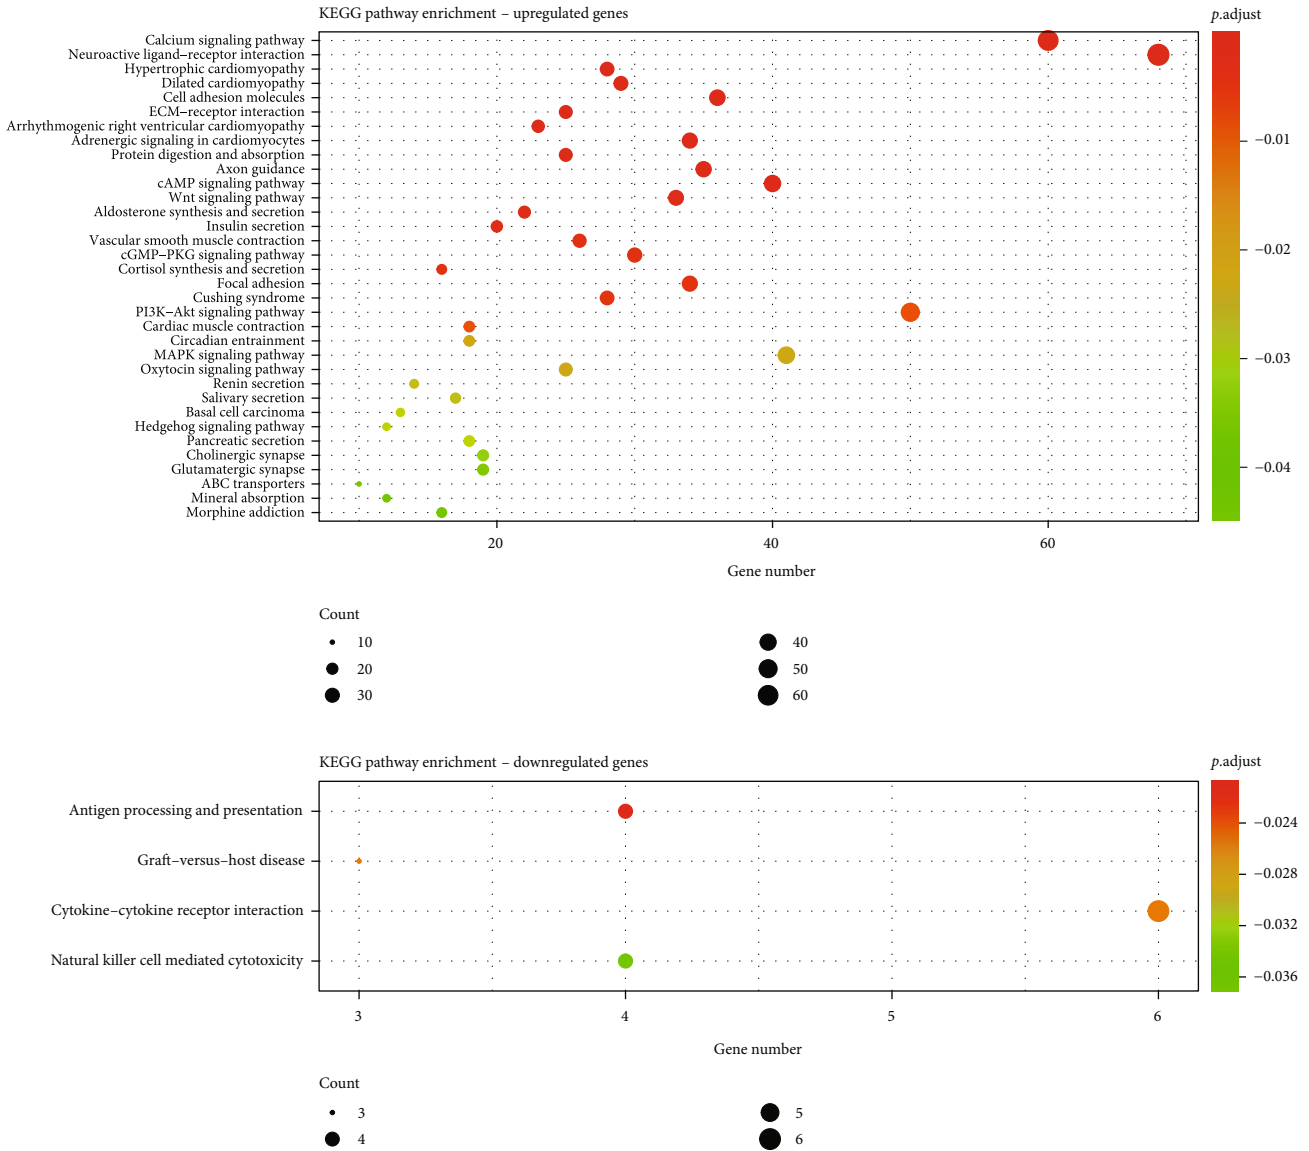 KEGG pathway enrichment – upregulated genes
p.adjust
Calcium signaling pathway
Neuroactive ligand–receptor interaction
Hypertrophic cardiomyopathy
Dilated cardiomyopathy
Cell adhesion molecules
ECM–receptor interaction
Arrhythmogenic right ventricular cardiomyopathy
Adrenergic signaling in cardiomyocytes
Protein digestion and absorption
Axon guidance
cAMP signaling pathway
Wnt signaling pathway
Aldosterone synthesis and secretion
Insulin secretion
Vascular smooth muscle contraction
cGMP–PKG signaling pathway
Cortisol synthesis and secretion
Focal adhesion
Cushing syndrome
PI3K–Akt signaling pathway
Cardiac muscle contraction
Circadian entrainment
MAPK signaling pathway
Oxytocin signaling pathway
Renin secretion
Salivary secretion
Basal cell carcinoma
Hedgehog signaling pathway
Pancreatic secretion
Cholinergic synapse
Glutamatergic synapse
ABC transporters
Mineral absorption
Morphine addiction
–0.01
–0.02
–0.03
–0.04
20 40 60
Gene number
Count
10 40
20 50
30 60
KEGG pathway enrichment – downregulated genes
p.adjust
Antigen processing and presentation
Graft–versus–host disease
Cytokine–cytokine receptor interaction
Natural killer cell mediated cytotoxicity
–0.024
–0.028
–0.032
–0.036
3 4 5 6
Gene number
Count
3 5
4 6